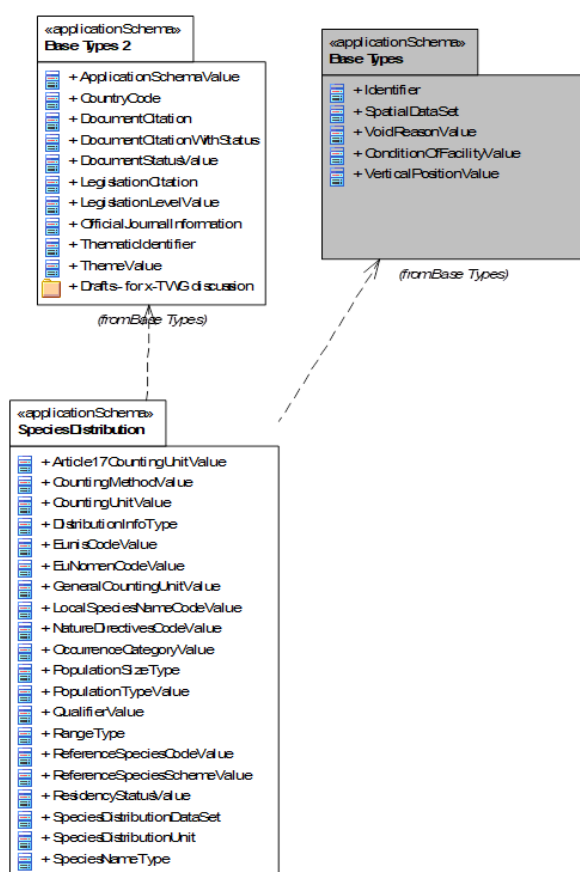 «applicationSchema»
Base Types 2
+ ApplicationSchemaValue
+ CountryCode
+ DocumentCitation
+ DocumentCitationWithStatus
+ DocumentStatusValue
+ LegislationCitation
+ LegislationLevelValue
+ OfficialJournalInformation
+ ThematicIdentifier
+ ThemeValue
+ Drafts - for x-TWG discussion
(from Base Types)
«applicationSchema»
Base Types
+ Identifier
+ SpatialDataSet
+ VoidReasonValue
+ ConditionOfFacilityValue
+ VerticalPositionValue
(from Base Types)
«applicationSchema»
SpeciesDistribution
+ Article17CountingUnitValue
+ CountingMethodValue
+ CountingUnitValue
+ DistributionInfoType
+ EunisCodeValue
+ EuNomenCodeValue
+ GeneralCountingUnitValue
+ LocalSpeciesNameCodeValue
+ NatureDirectivesCodeValue
+ OccurrenceCategoryValue
+ PopulationSizeType
+ PopulationTypeValue
+ QualifierValue
+ RangeType
+ ReferenceSpeciesCodeValue
+ ReferenceSpeciesSchemeValue
+ ResidencyStatusValue
+ SpeciesDistributionDataSet
+ SpeciesDistributionUnit
+ SpeciesNameType